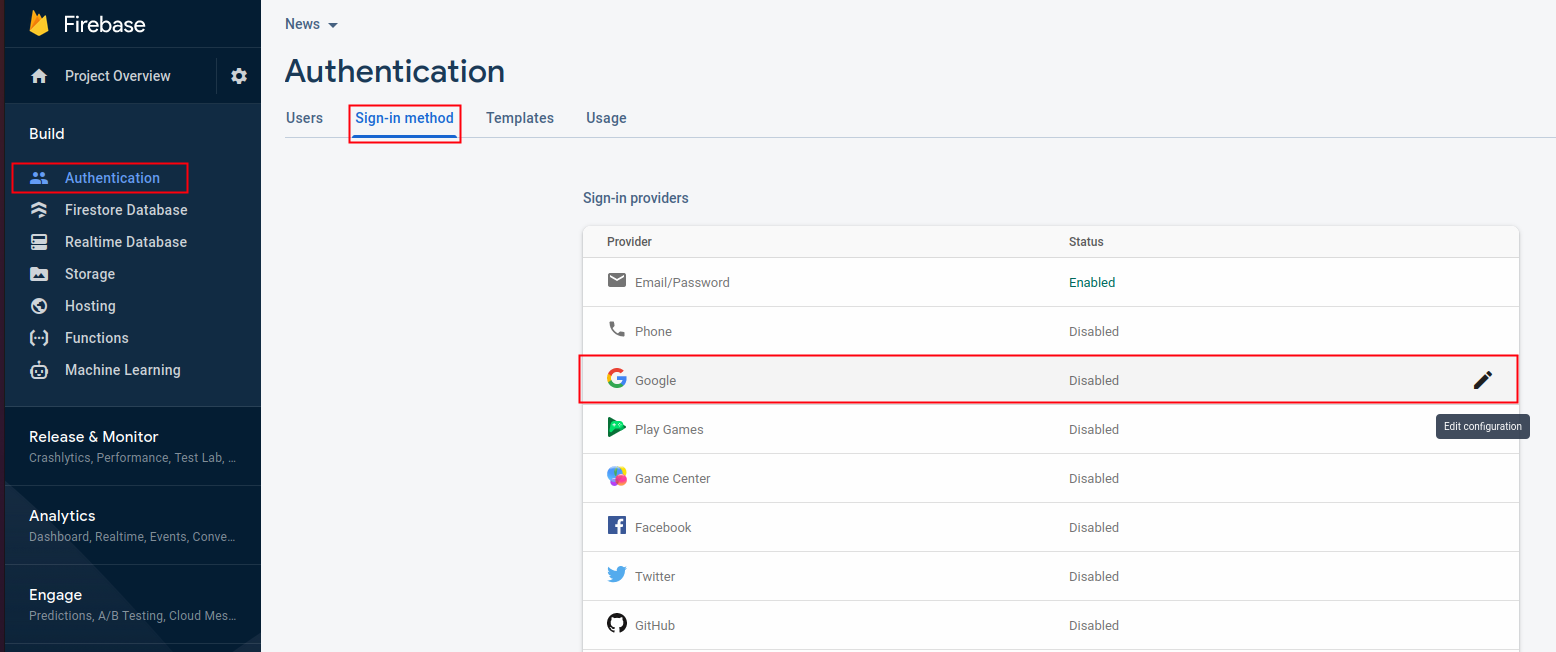 Firebase
Project Overview
Build
Authentication
Firestore Database
Realtime Database
Storage
Hosting
Functions
Machine Learning
Release & Monitor
Crashlytics, Performance, Test Lab, ...
Analytics
Dashboard, Realtime, Events, Conve...
Engage
Predictions, A/B Testing, Cloud Mes...
News
Authentication
Users Sign-in method Templates Usage
Sign-in providers
Provider Status
Email/Password Enabled
Phone Disabled
Google Disabled
Play Games Disabled
Edit configuration
Game Center Disabled
Facebook Disabled
Twitter Disabled
GitHub Disabled